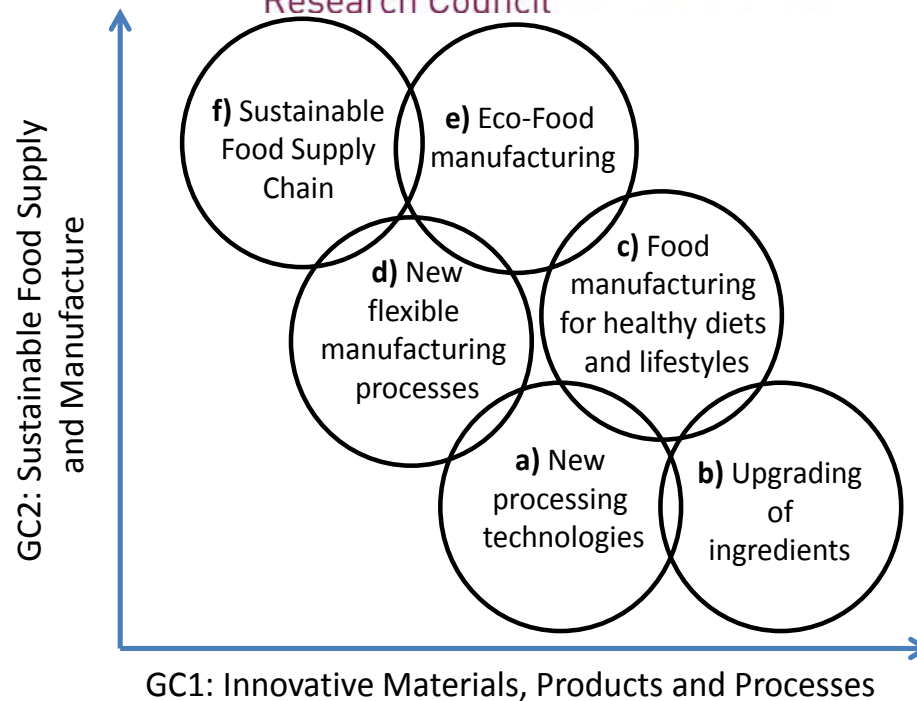 Research Council
GC2: Sustainable Food Supply
and Manufacture
f) Sustainable
Food Supply
Chain
e) Eco-Food
manufacturing
d) New
flexible
manufacturing
processes
c) Food
manufacturing
for healthy diets
and lifestyles
a) New
processing
technologies
b) Upgrading
of
ingredients
GC1: Innovative Materials, Products and Processes